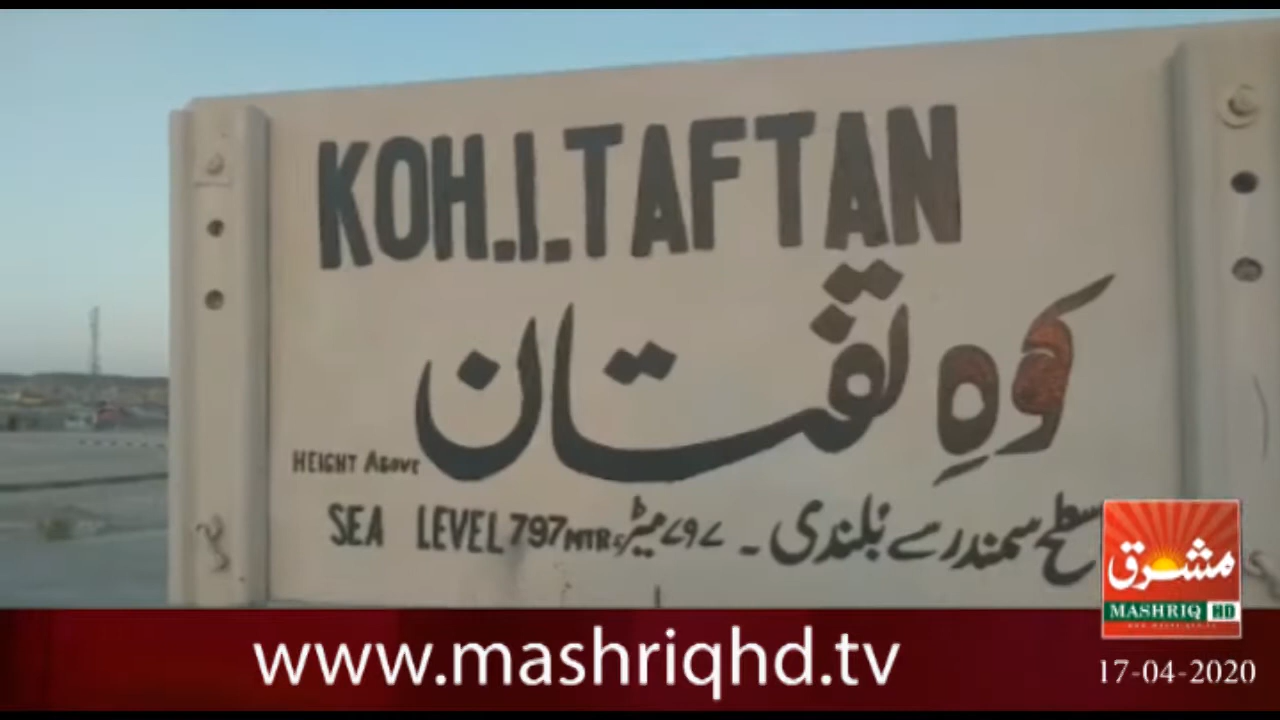 KOH.I.TAFTAN
کوہِ تفتان
HEIGHT ABOVE
SEA LEVEL 797 MTRS
سطح سمندر سے بلندی ۔ ۷۹۷ میٹر
مشرق
MASHRIQ HD
www.mashriqhd.tv
17-04-2020